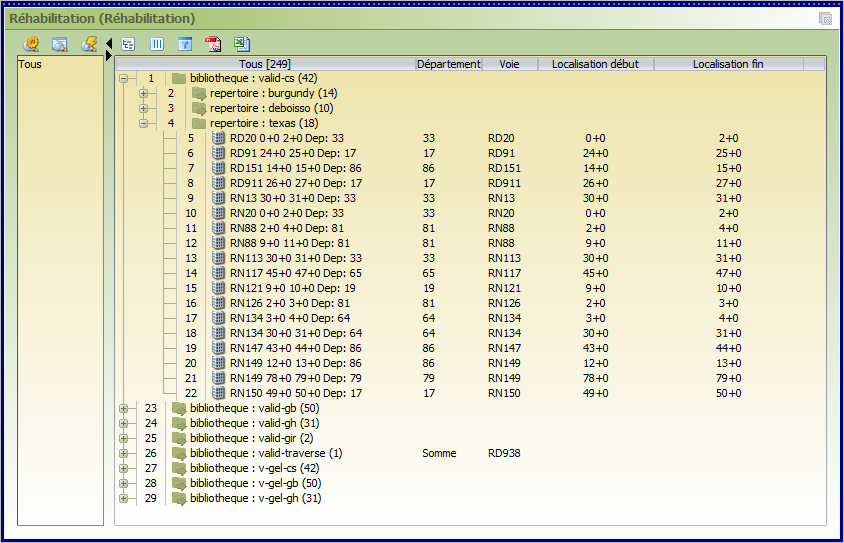 Réhabilitation (Réhabilitation)
Tous
Tous [249] Département Voie Localisation début Localisation fin
1 bibliotheque : valid-cs (42)
2 repertoire : burgundy (14)
3 repertoire : deboisso (10)
4 repertoire : texas (18)
5 RD20 0+0 2+0 Dep: 33 33 RD20 0+0 2+0
6 RD91 24+0 25+0 Dep: 17 17 RD91 24+0 25+0
7 RD151 14+0 15+0 Dep: 86 86 RD151 14+0 15+0
8 RD911 26+0 27+0 Dep: 17 17 RD911 26+0 27+0
9 RN13 30+0 31+0 Dep: 33 33 RN13 30+0 31+0
10 RN20 0+0 2+0 Dep: 33 33 RN20 0+0 2+0
11 RN88 2+0 4+0 Dep: 81 81 RN88 2+0 4+0
12 RN88 9+0 11+0 Dep: 81 81 RN88 9+0 11+0
13 RN113 30+0 31+0 Dep: 33 33 RN113 30+0 31+0
14 RN117 45+0 47+0 Dep: 65 65 RN117 45+0 47+0
15 RN121 9+0 10+0 Dep: 19 19 RN121 9+0 10+0
16 RN126 2+0 3+0 Dep: 81 81 RN126 2+0 3+0
17 RN134 3+0 4+0 Dep: 64 64 RN134 3+0 4+0
18 RN134 30+0 31+0 Dep: 64 64 RN134 30+0 31+0
19 RN147 43+0 44+0 Dep: 86 86 RN147 43+0 44+0
20 RN149 12+0 13+0 Dep: 86 86 RN149 12+0 13+0
21 RN149 78+0 79+0 Dep: 79 79 RN149 78+0 79+0
22 RN150 49+0 50+0 Dep: 17 17 RN150 49+0 50+0
23 bibliotheque : valid-gb (50)
24 bibliotheque : valid-gh (31)
25 bibliotheque : valid-gir (2)
26 bibliotheque : valid-traverse (1) Somme RD938
27 bibliotheque : v-gel-cs (42)
28 bibliotheque : v-gel-gb (50)
29 bibliotheque : v-gel-gh (31)